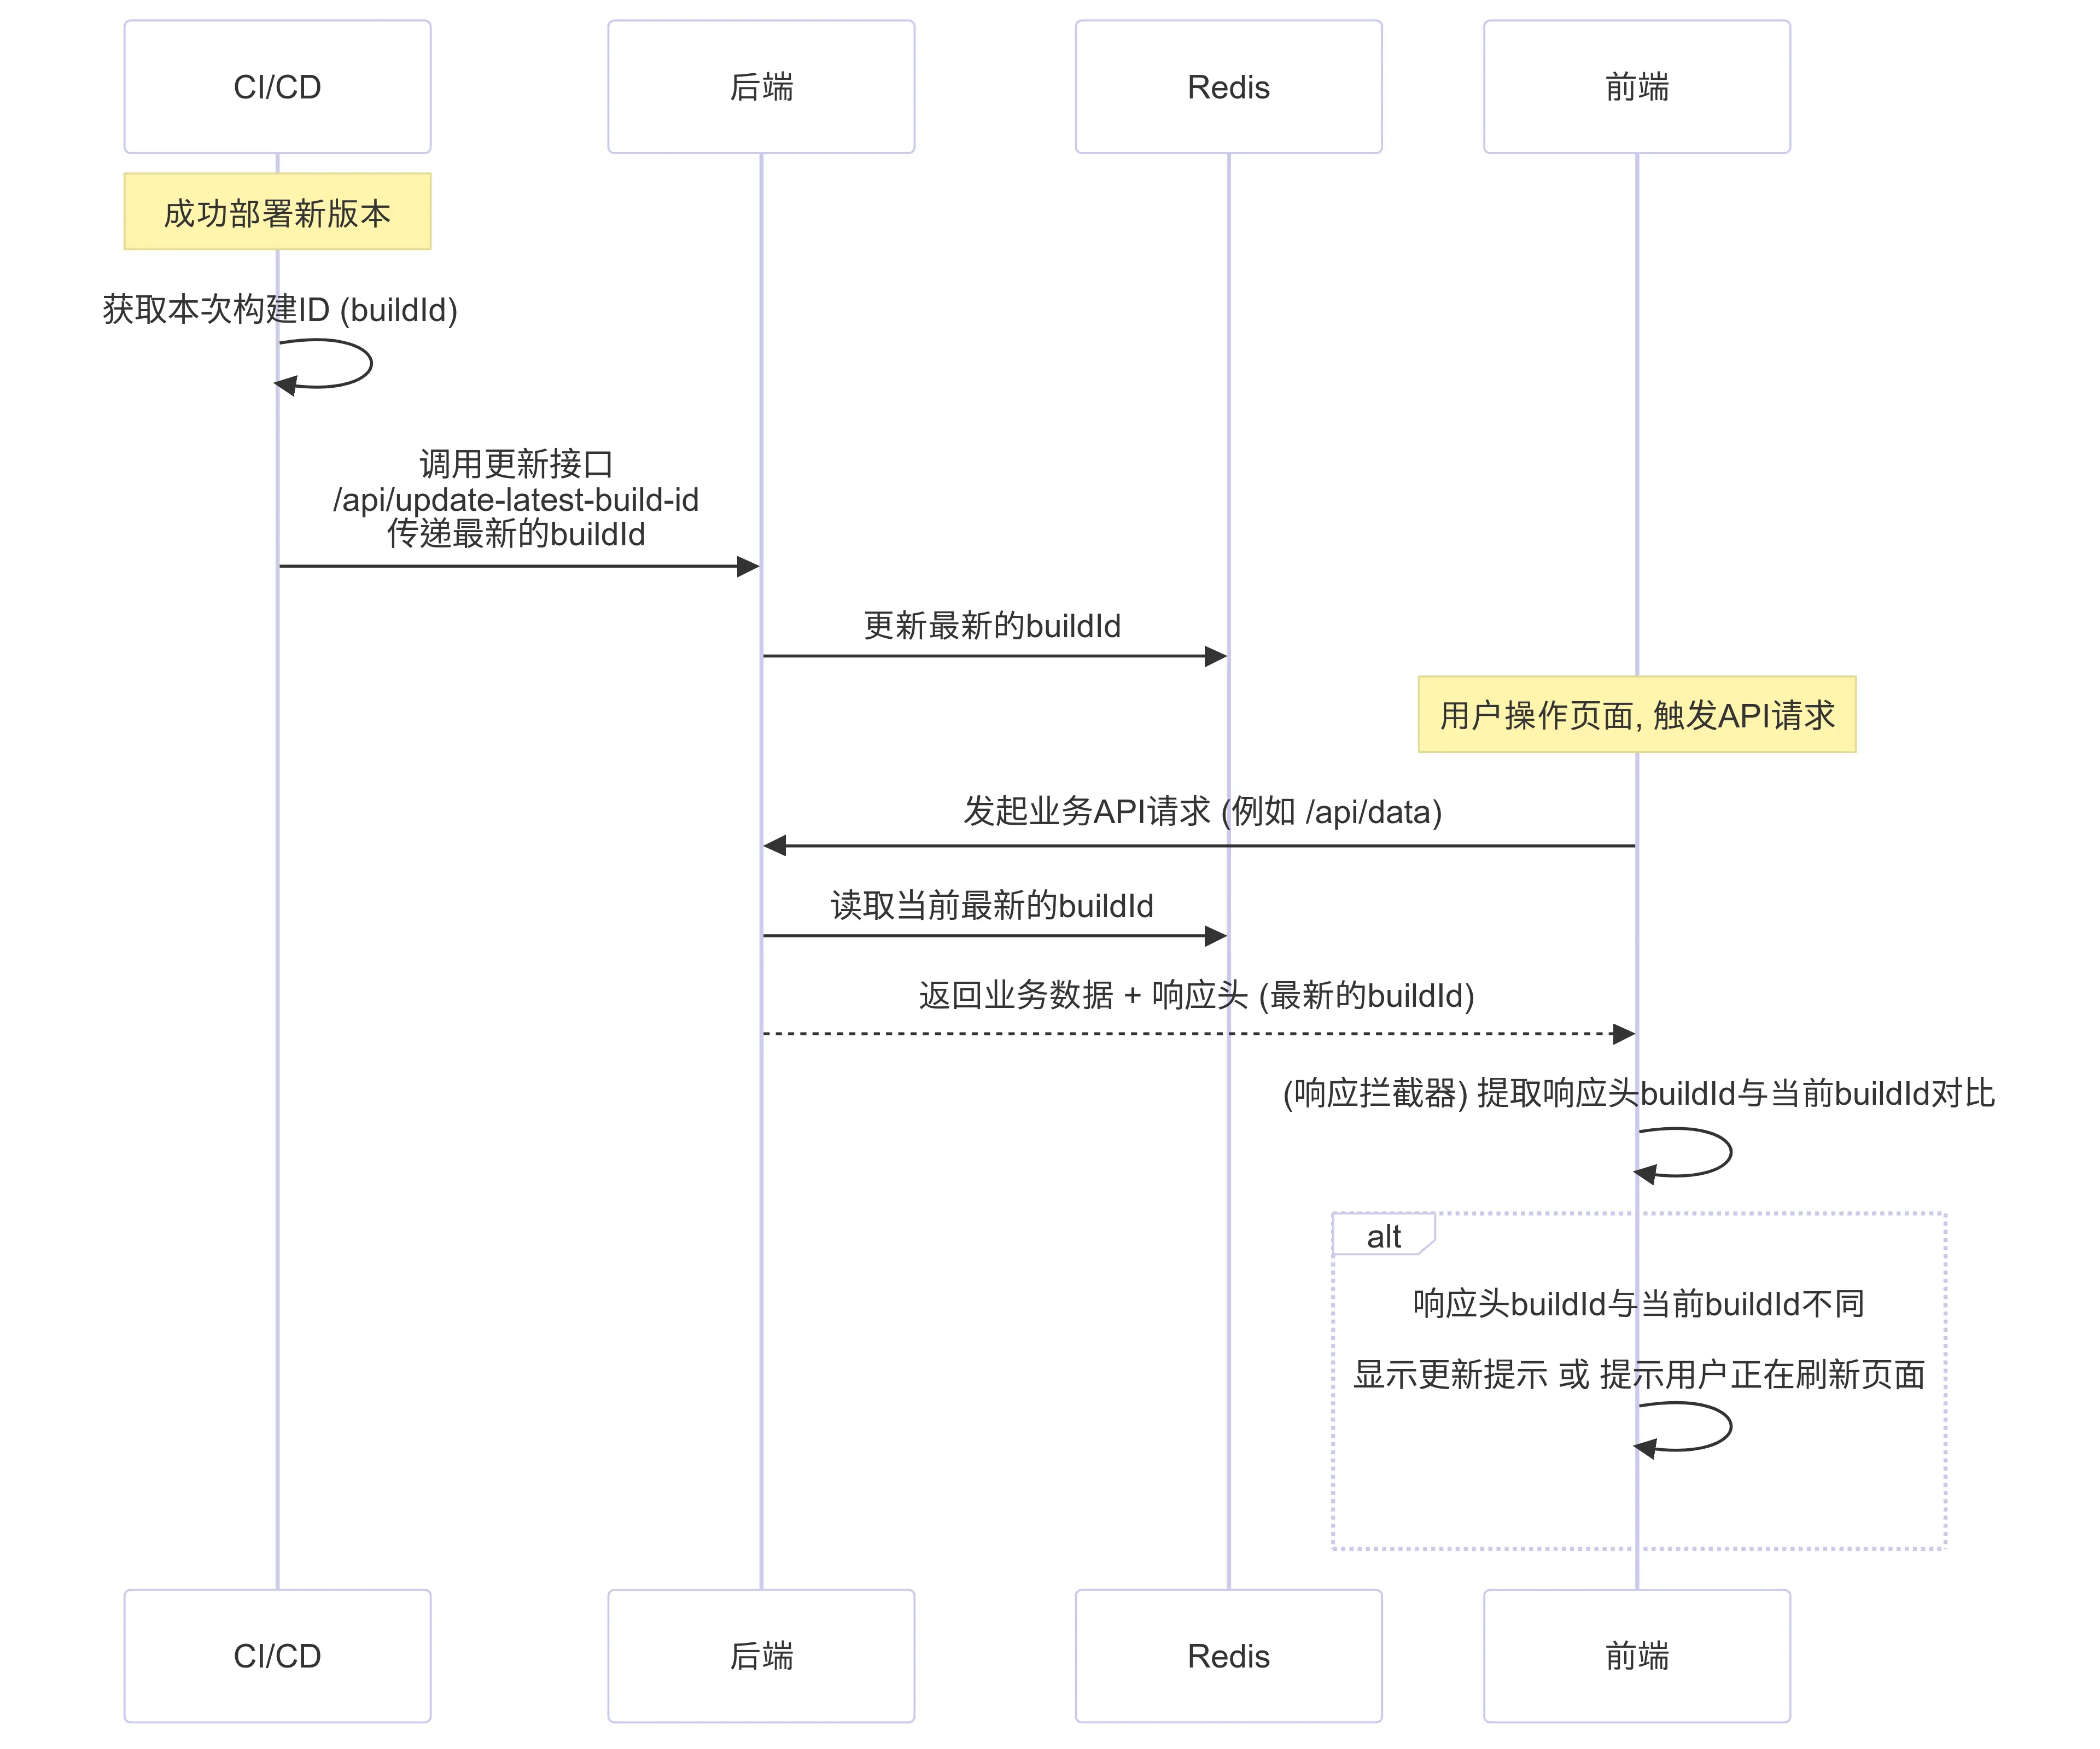 CI/CD
后端
Redis
前端
成功部署新版本
获取本次构建ID (buildId)
调用更新接口
/api/update-latest-build-id
传递最新的buildId
更新最新的buildId
用户操作页面, 触发API请求
发起业务API请求 (例如 /api/data)
读取当前最新的buildId
返回业务数据 + 响应头 (最新的buildId)
(响应拦截器) 提取响应头buildId与当前buildId对比
alt
响应头buildId与当前buildId不同
显示更新提示 或 提示用户正在刷新页面
CI/CD
后端
Redis
前端